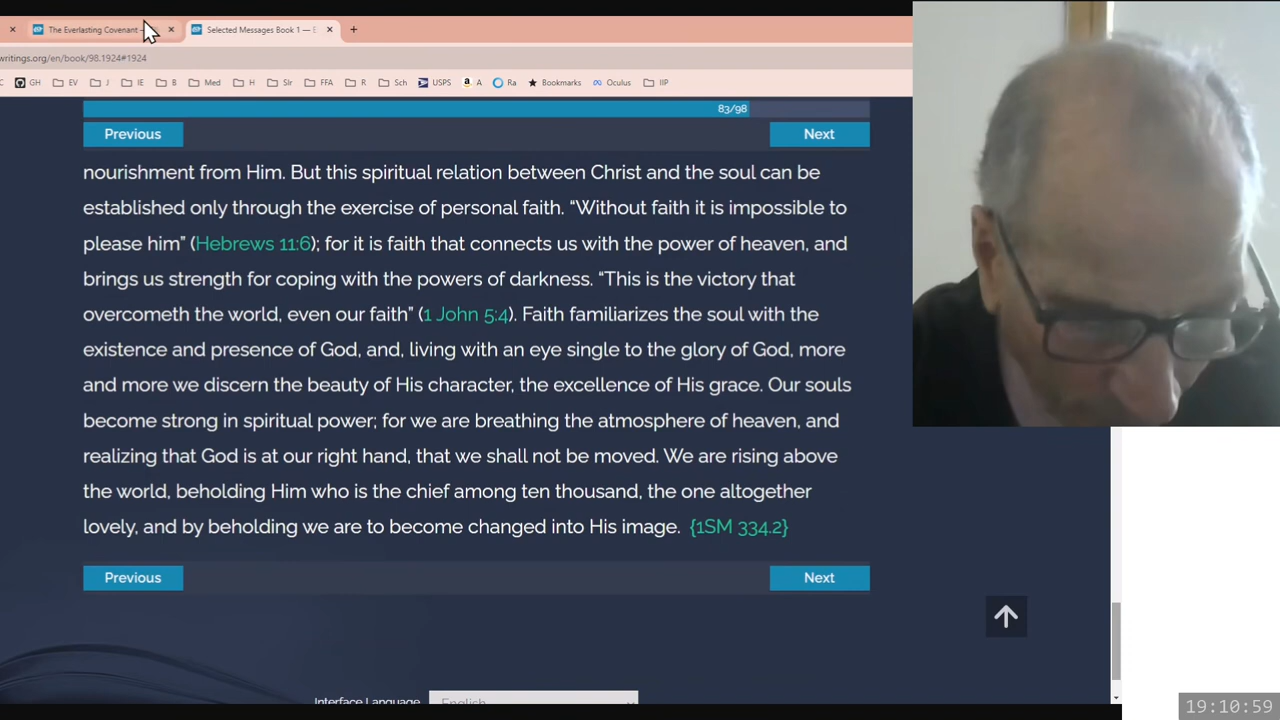 The Everlasting Covenant
Selected Messages Book 1 — E
writings.org/en/book/98.1924#1924
GH EV J IE B Med H Slr FFA R Sch USPS A Ra Bookmarks Oculus IIP
83/98
Previous Next
nourishment from Him. But this spiritual relation between Christ and the soul can be
established only through the exercise of personal faith. “Without faith it is impossible to
please him” (Hebrews 11:6); for it is faith that connects us with the power of heaven, and
brings us strength for coping with the powers of darkness. “This is the victory that
overcometh the world, even our faith” (1 John 5:4). Faith familiarizes the soul with the
existence and presence of God, and, living with an eye single to the glory of God, more
and more we discern the beauty of His character, the excellence of His grace. Our souls
become strong in spiritual power; for we are breathing the atmosphere of heaven, and
realizing that God is at our right hand, that we shall not be moved. We are rising above
the world, beholding Him who is the chief among ten thousand, the one altogether
lovely, and by beholding we are to become changed into His image. {1SM 334.2}
Previous Next
Interface Language English
19:10:59